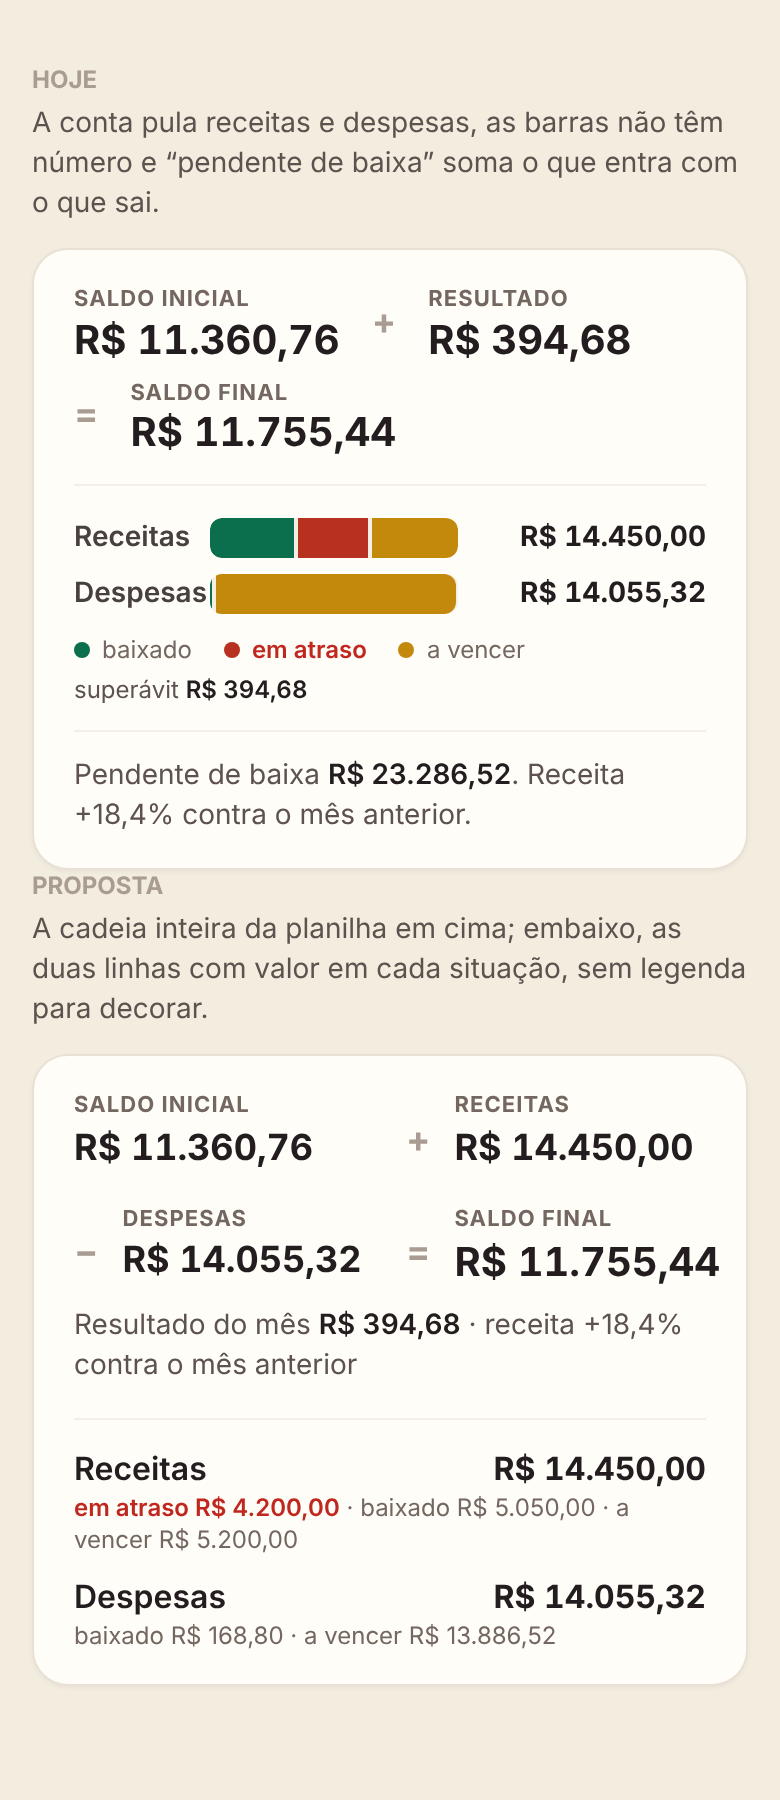 HOJE
A conta pula receitas e despesas, as barras não têm
número e “pendente de baixa” soma o que entra com
o que sai.
SALDO INICIAL
R$ 11.360,76
+
RESULTADO
R$ 394,68
=
SALDO FINAL
R$ 11.755,44
Receitas R$ 14.450,00
Despesas R$ 14.055,32
baixado em atraso a vencer
superávit R$ 394,68
Pendente de baixa R$ 23.286,52. Receita
+18,4% contra o mês anterior.
PROPOSTA
A cadeia inteira da planilha em cima; embaixo, as
duas linhas com valor em cada situação, sem legenda
para decorar.
SALDO INICIAL
R$ 11.360,76
+
RECEITAS
R$ 14.450,00
−
DESPESAS
R$ 14.055,32
=
SALDO FINAL
R$ 11.755,44
Resultado do mês R$ 394,68 · receita +18,4%
contra o mês anterior
Receitas R$ 14.450,00
em atraso R$ 4.200,00 · baixado R$ 5.050,00 · a
vencer R$ 5.200,00
Despesas R$ 14.055,32
baixado R$ 168,80 · a vencer R$ 13.886,52